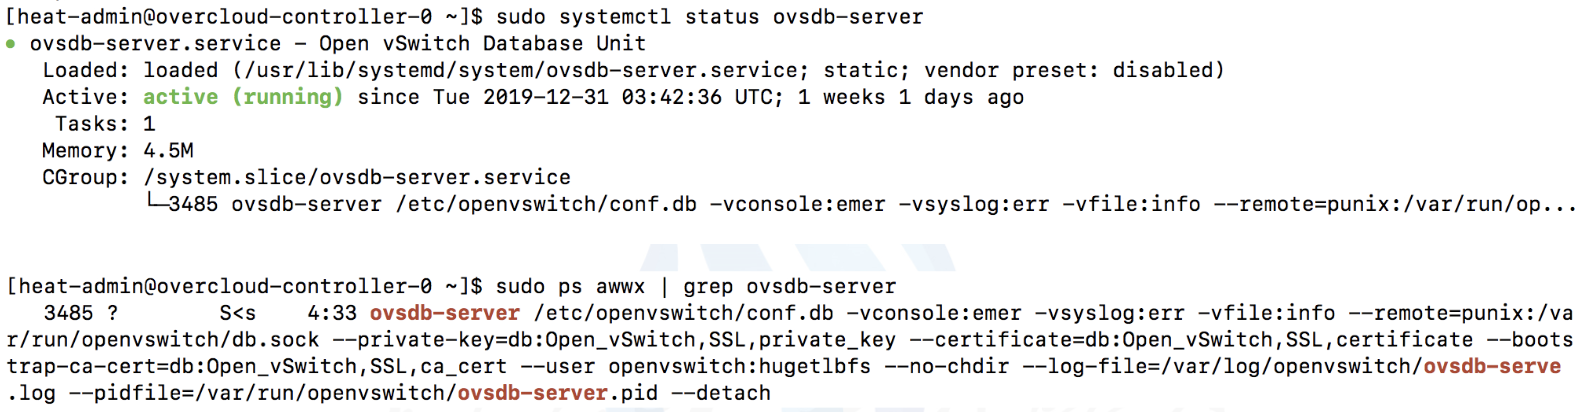 [heat-admin@overcloud-controller-0 ~]$ sudo systemctl status ovsdb-server
● ovsdb-server.service - Open vSwitch Database Unit
   Loaded: loaded (/usr/lib/systemd/system/ovsdb-server.service; static; vendor preset: disabled)
   Active: active (running) since Tue 2019-12-31 03:42:36 UTC; 1 weeks 1 days ago
    Tasks: 1
   Memory: 4.5M
   CGroup: /system.slice/ovsdb-server.service
           └─3485 ovsdb-server /etc/openvswitch/conf.db -vconsole:emer -vsyslog:err -vfile:info --remote=punix:/var/run/op...
[heat-admin@overcloud-controller-0 ~]$ sudo ps awwx | grep ovsdb-server
   3485 ?        S<s    4:33 ovsdb-server /etc/openvswitch/conf.db -vconsole:emer -vsyslog:err -vfile:info --remote=punix:/va
r/run/openvswitch/db.sock --private-key=db:Open_vSwitch,SSL,private_key --certificate=db:Open_vSwitch,SSL,certificate --boots
trap-ca-cert=db:Open_vSwitch,SSL,ca_cert --user openvswitch:hugetlbfs --no-chdir --log-file=/var/log/openvswitch/ovsdb-serve
.log --pidfile=/var/run/openvswitch/ovsdb-server.pid --detach